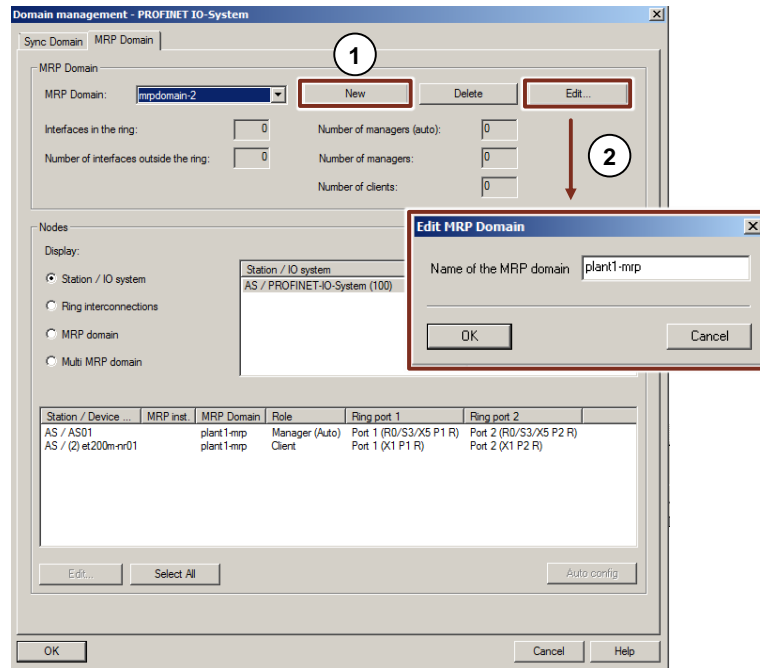 Domain management - PROFINET IO-System
Sync Domain MRP Domain
1
MRP Domain
MRP Domain: mrpdomain-2 New Delete Edit...
Interfaces in the ring: 0 Number of managers (auto): 0
Number of interfaces outside the ring: 0 Number of managers: 0
2
Number of clients: 0
Nodes
Edit MRP Domain
Display:
Name of the MRP domain plant1-mrp
Station / IO system
Station / IO system
AS / PROFINET-IO-System (100)
Ring interconnections
MRP domain
OK Cancel
Multi MRP domain
Station / Device ... MRP inst. MRP Domain Role Ring port 1 Ring port 2
AS / AS01 plant1-mrp Manager (Auto) Port 1 (R0/S3/X5 P1 R) Port 2 (R0/S3/X5 P2 R)
AS / (2) et200m-nr01 plant1-mrp Client Port 1 (X1 P1 R) Port 2 (X1 P2 R)
Edit... Select All Auto config
OK Cancel Help